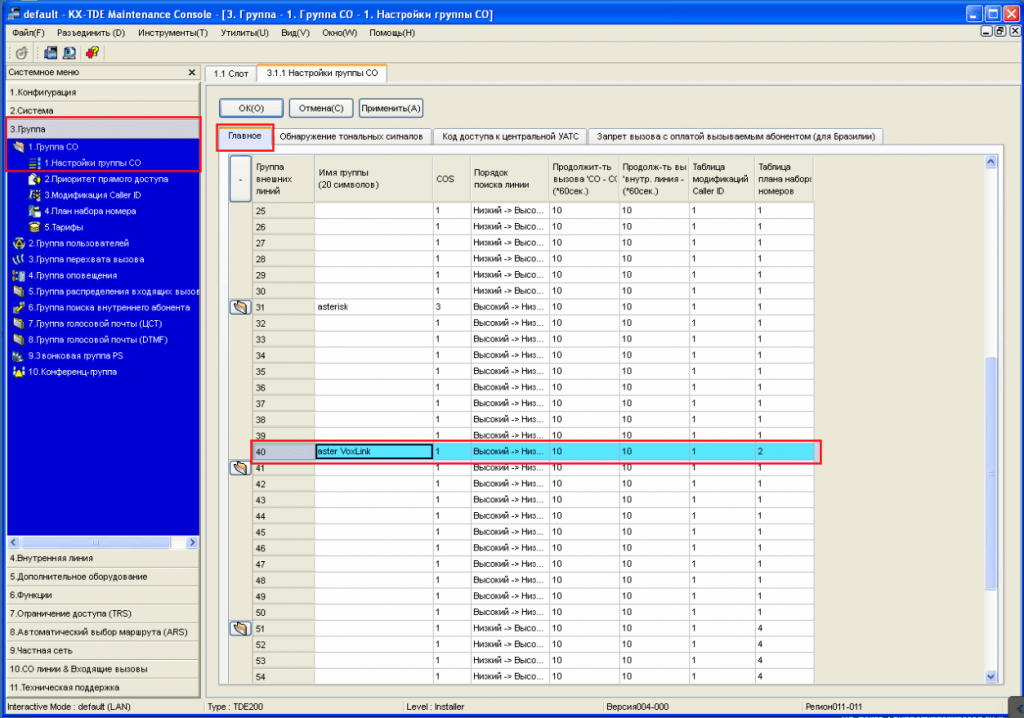 default - KX-TDE Maintenance Console - [3. Группа - 1. Группа CO - 1. Настройки группы CO]
Файл(F) Разъединить (D) Инструменты(T) Утилиты(U) Вид(V) Окно(W) Помощь(H)
Системное меню
1.1 Слот 3.1.1 Настройки группы CO
1.Конфигурация
2.Система
3.Группа
1.Группа CO
1.Настройки группы CO
2.Приоритет прямого доступа
3.Модификация Caller ID
4.План набора номера
5.Тарифы
2.Группа пользователей
3.Группа перехвата вызова
4.Группа оповещения
5.Группа распределения входящих вызов
6.Группа поиска внутреннего абонента
7.Группа голосовой почты (ЦСТ)
8.Группа голосовой почты (DTMF)
9.Звонковая группа PS
10.Конференц-группа
4.Внутренняя линия
5.Дополнительное оборудование
6.Функции
7.Ограничение доступа (TRS)
8.Автоматический выбор маршрута (ARS)
9.Частная сеть
10.CO линии & Входящие вызовы
11.Техническая поддержка
OK(O) Отмена(C) Применить(A)
Главное Обнаружение тональных сигналов Код доступа к центральной УАТС Запрет вызова с оплатой вызываемым абонентом (для Бразилии)
- Группа внешних линий Имя группы (20 символов) COS Порядок поиска линии Продолжит-ть вызова 'CO - CO (*60сек.) Продолж-ть вы 'внутр. линия - (*60сек.) Таблица модификаций Caller ID Таблица плана набора номеров
25 1 Низкий -> Высо... 10 10 1 1
26 1 Низкий -> Высо... 10 10 1 1
27 1 Низкий -> Высо... 10 10 1 1
28 1 Низкий -> Высо... 10 10 1 1
29 1 Низкий -> Высо... 10 10 1 1
30 1 Низкий -> Высо... 10 10 1 1
31 asterisk 3 Высокий -> Низ... 10 10 1 1
32 1 Высокий -> Низ... 10 10 1 1
33 1 Высокий -> Низ... 10 10 1 1
34 1 Высокий -> Низ... 10 10 1 1
35 1 Высокий -> Низ... 10 10 1 1
36 1 Высокий -> Низ... 10 10 1 1
37 1 Высокий -> Низ... 10 10 1 1
38 1 Высокий -> Низ... 10 10 1 1
39 1 Высокий -> Низ... 10 10 1 1
40 aster VoxLink 1 Высокий -> Низ... 10 10 1 2
41 1 Высокий -> Низ... 10 10 1 1
42 1 Высокий -> Низ... 10 10 1 1
43 1 Высокий -> Низ... 10 10 1 1
44 1 Высокий -> Низ... 10 10 1 1
45 1 Высокий -> Низ... 10 10 1 1
46 1 Высокий -> Низ... 10 10 1 1
47 1 Высокий -> Низ... 10 10 1 1
48 1 Высокий -> Низ... 10 10 1 1
49 1 Высокий -> Низ... 10 10 1 1
50 1 Высокий -> Низ... 10 10 1 1
51 1 Низкий -> Высо... 10 10 1 4
52 1 Низкий -> Высо... 10 10 1 4
53 1 Низкий -> Высо... 10 10 1 4
54 1 Низкий -> Высо... 10 10 1 4
Interactive Mode : default (LAN) Type : TDE200 Level : Installer Версия004-000 Регион011-011